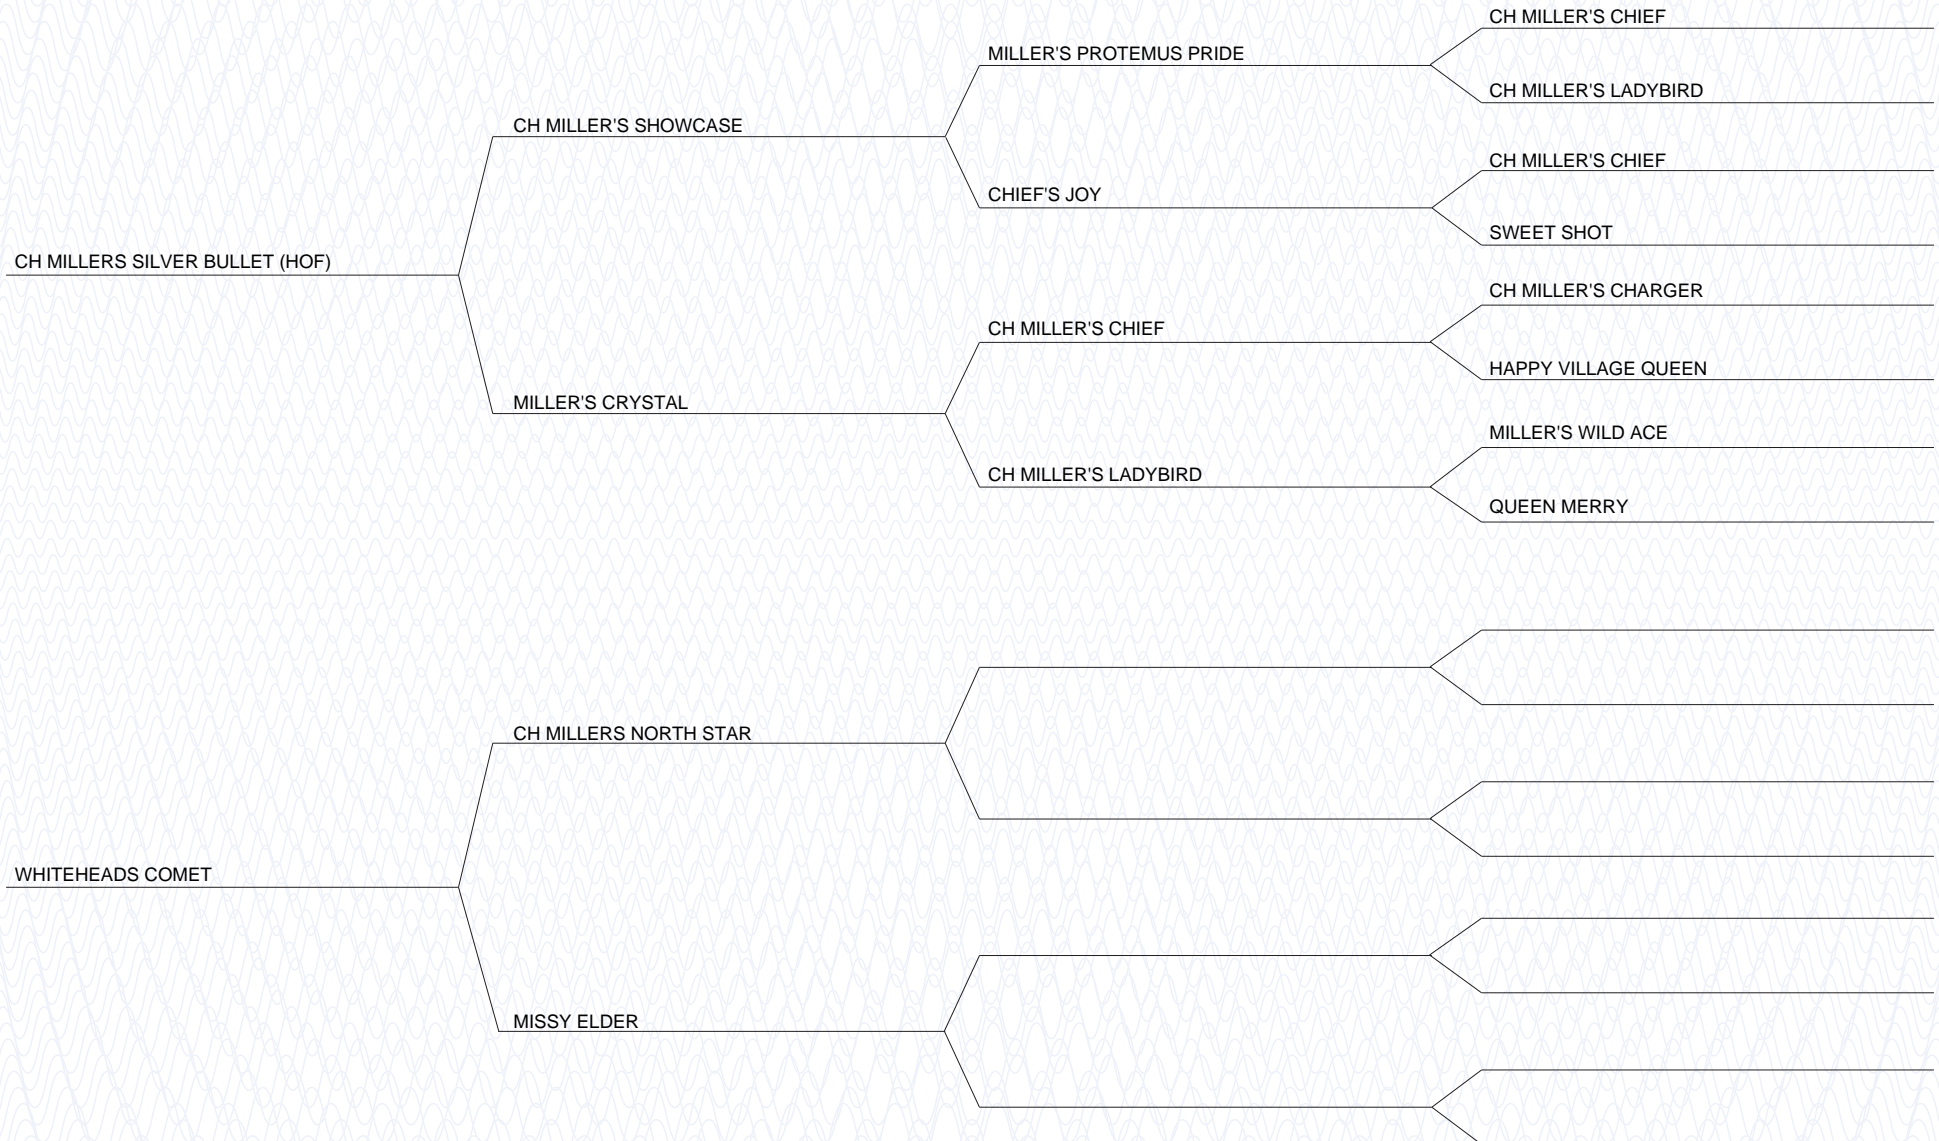 CH MILLER'S CHIEF
MILLER'S PROTEMUS PRIDE
CH MILLER'S LADYBIRD
CH MILLER'S SHOWCASE
CH MILLER'S CHIEF
CHIEF'S JOY
SWEET SHOT
CH MILLERS SILVER BULLET (HOF)
CH MILLER'S CHARGER
CH MILLER'S CHIEF
HAPPY VILLAGE QUEEN
MILLER'S CRYSTAL
MILLER'S WILD ACE
CH MILLER'S LADYBIRD
QUEEN MERRY
CH MILLERS NORTH STAR
WHITEHEADS COMET
MISSY ELDER